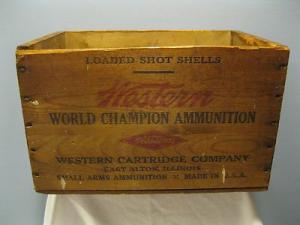 LOADED SHOT SHELLS
Western
WORLD CHAMPION AMMUNITION
WESTERN CARTRIDGE COMPANY
EAST ALTON, ILLINOIS
SMALL ARMS AMMUNITION MADE IN U.S.A.